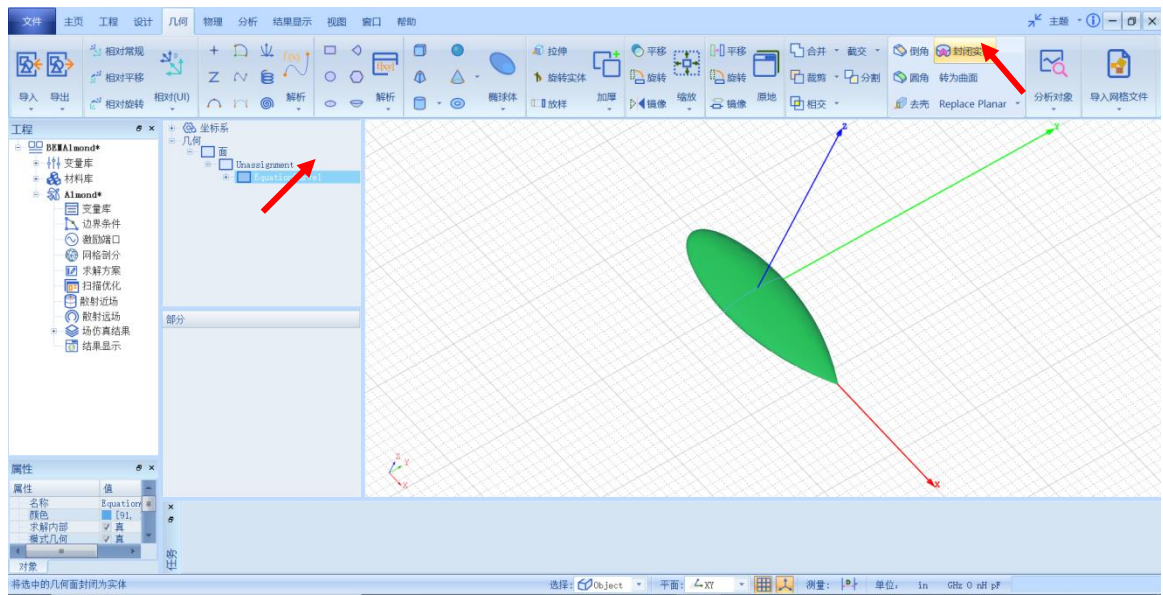 文件 主页 工程 设计 几何 物理 分析 结果显示 视图 窗口 帮助 主题
相对常规 拉伸 平移 平移 合并 截交 倒角
相对平移 旋转实体 旋转 旋转 裁剪 分割 圆角 转为曲面
相对旋转 放样 镜像 镜像 相交 去壳 Replace Planar
导入 导出 相对(UI) 解析 解析 椭球体 加厚 缩放 原地 分析对象 导入网格文件
工程
BEMAlmond*
变量库
材料库
Almond*
变量库
边界条件
激励端口
网格剖分
求解方案
扫描优化
散射近场
散射远场
场仿真结果
结果显示
坐标系
几何
面
Unassignment
部分
Z
Y
Z
Y
X
X
属性
属性 值
名称 Equation
颜色 [91,
求解内部 真
模式几何 真
对象
任务
将选中的几何面封闭为实体 选择: Object 平面: XY 测量: 单位: in GHz O nH pF